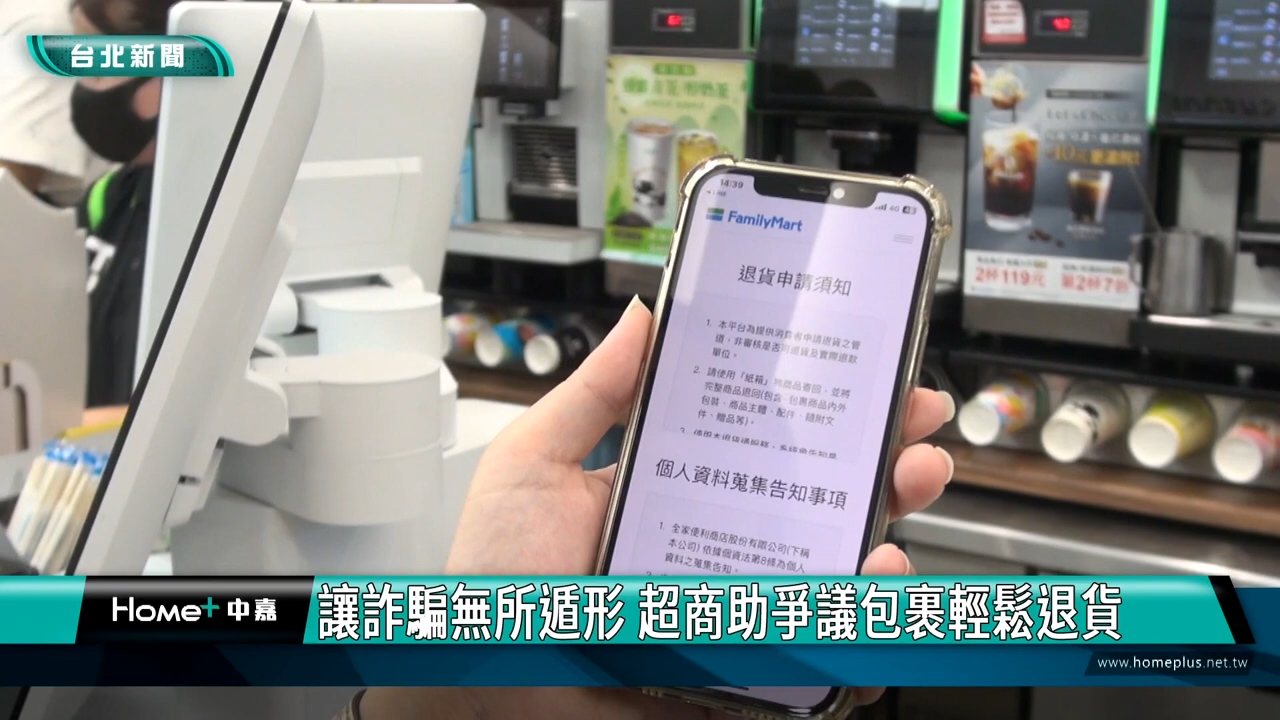 台北新聞
14:39
4G
FamilyMart
退貨申請須知
1. 本平台為提供消費者申請退貨之管
道，非審核是否可退貨及實際退款
單位。
2. 請使用「紙箱」將商品寄回，並將
完整商品退回(包含-包裹商品內外
包裝、商品主體、配件、隨附文
件、贈品等)。
個人資料蒐集告知事項
1. 全家便利商店股份有限公司(下稱
本公司) 依據個資法第8條為個人
資料之蒐集告知。
2杯119元
第2杯7折
Home+中嘉
讓詐騙無所遁形 超商助爭議包裹輕鬆退貨
www.homeplus.net.tw